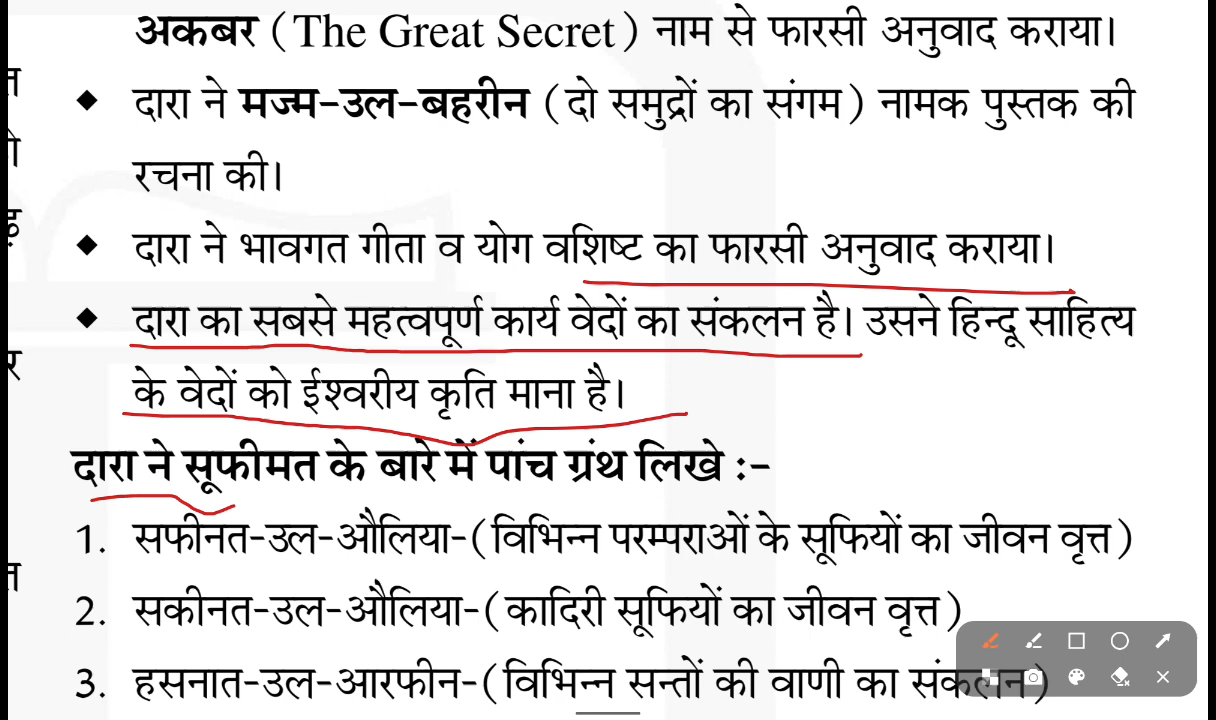 अकबर (The Great Secret) नाम से फारसी अनुवाद कराया।
◆ दारा ने मज्म-उल-बहरीन (दो समुद्रों का संगम) नामक पुस्तक की
रचना की।
◆ दारा ने भावगत गीता व योग वशिष्ट का फारसी अनुवाद कराया।
◆ दारा का सबसे महत्वपूर्ण कार्य वेदों का संकलन है। उसने हिन्दू साहित्य
के वेदों को ईश्वरीय कृति माना है।
दारा ने सूफीमत के बारे में पांच ग्रंथ लिखे :-
1. सफीनत-उल-औलिया-(विभिन्न परम्पराओं के सूफियों का जीवन वृत्त)
2. सकीनत-उल-औलिया-(कादिरी सूफियों का जीवन वृत्त)
3. हसनात-उल-आरफीन-(विभिन्न सन्तों की वाणी का संकलन)